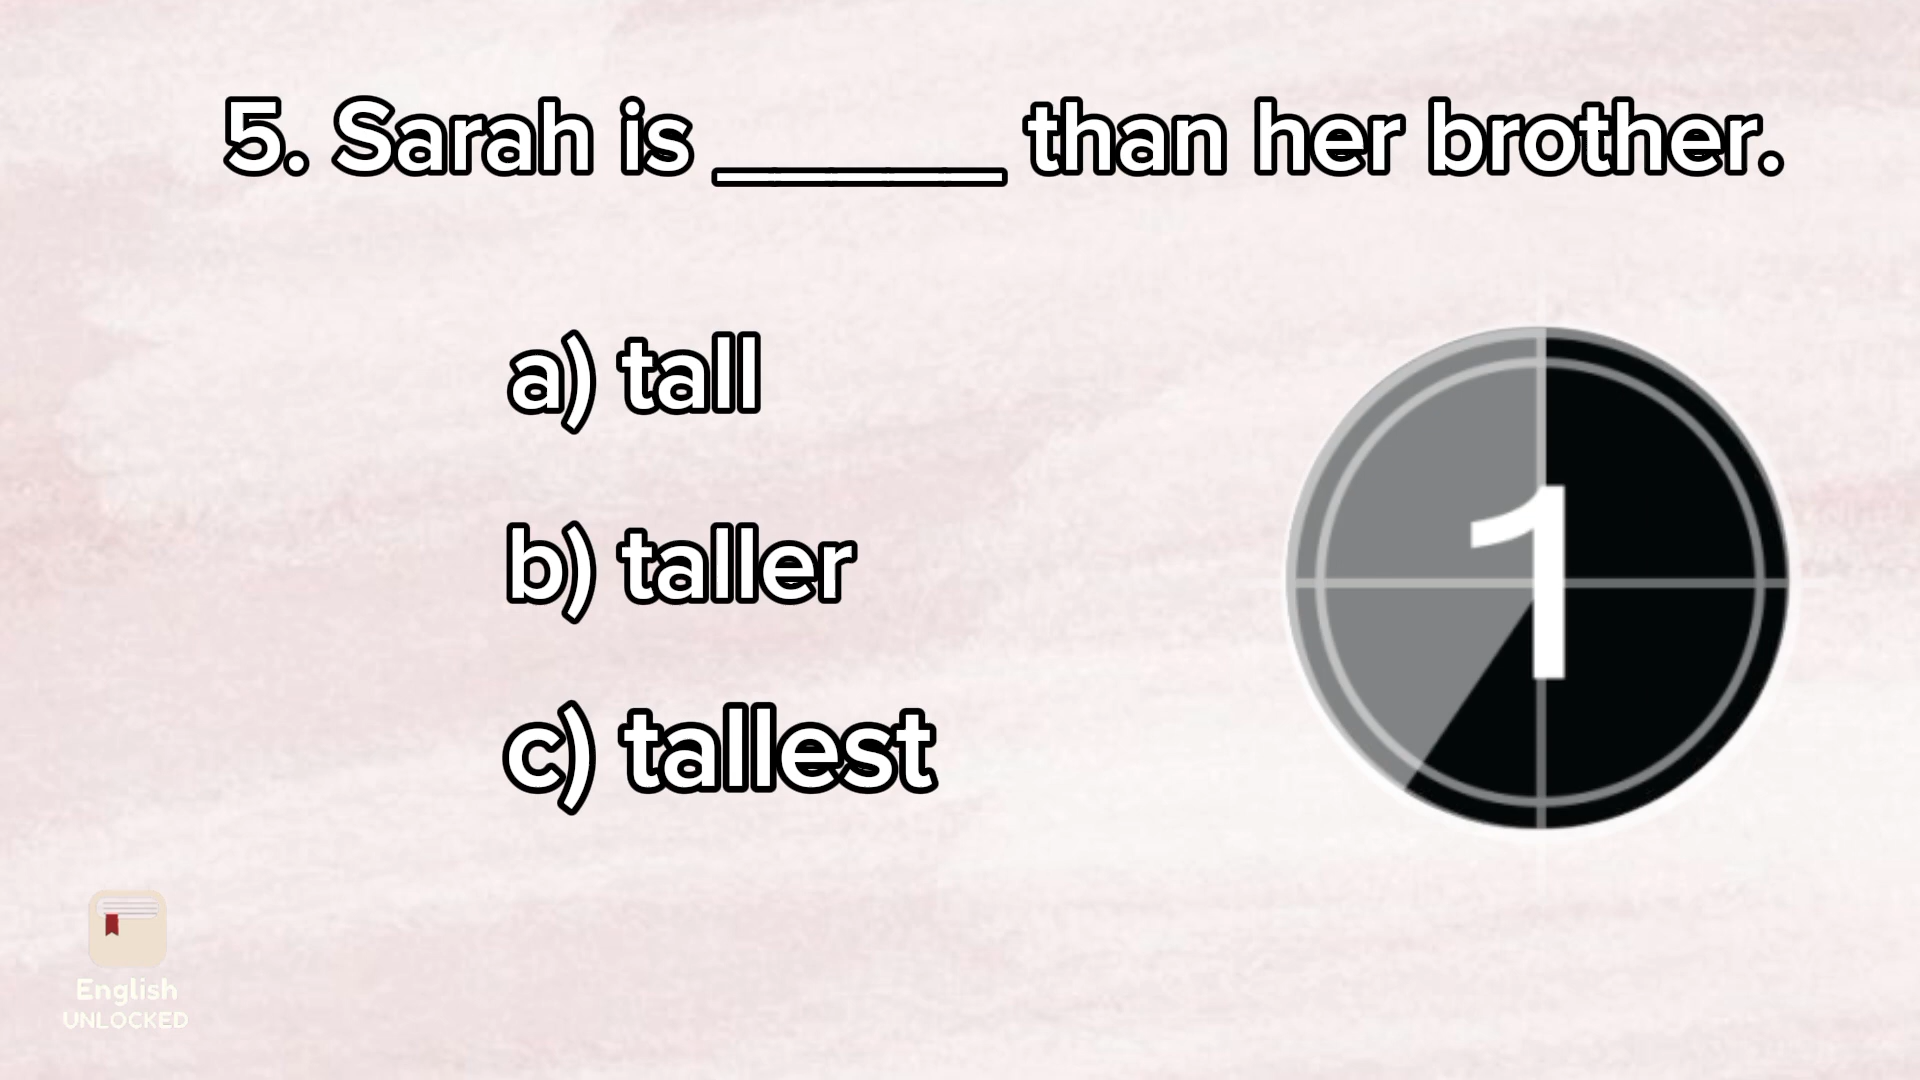 5. Sarah is ______ than her brother.
a) tall
b) taller
c) tallest
1
English
UNLOCKED